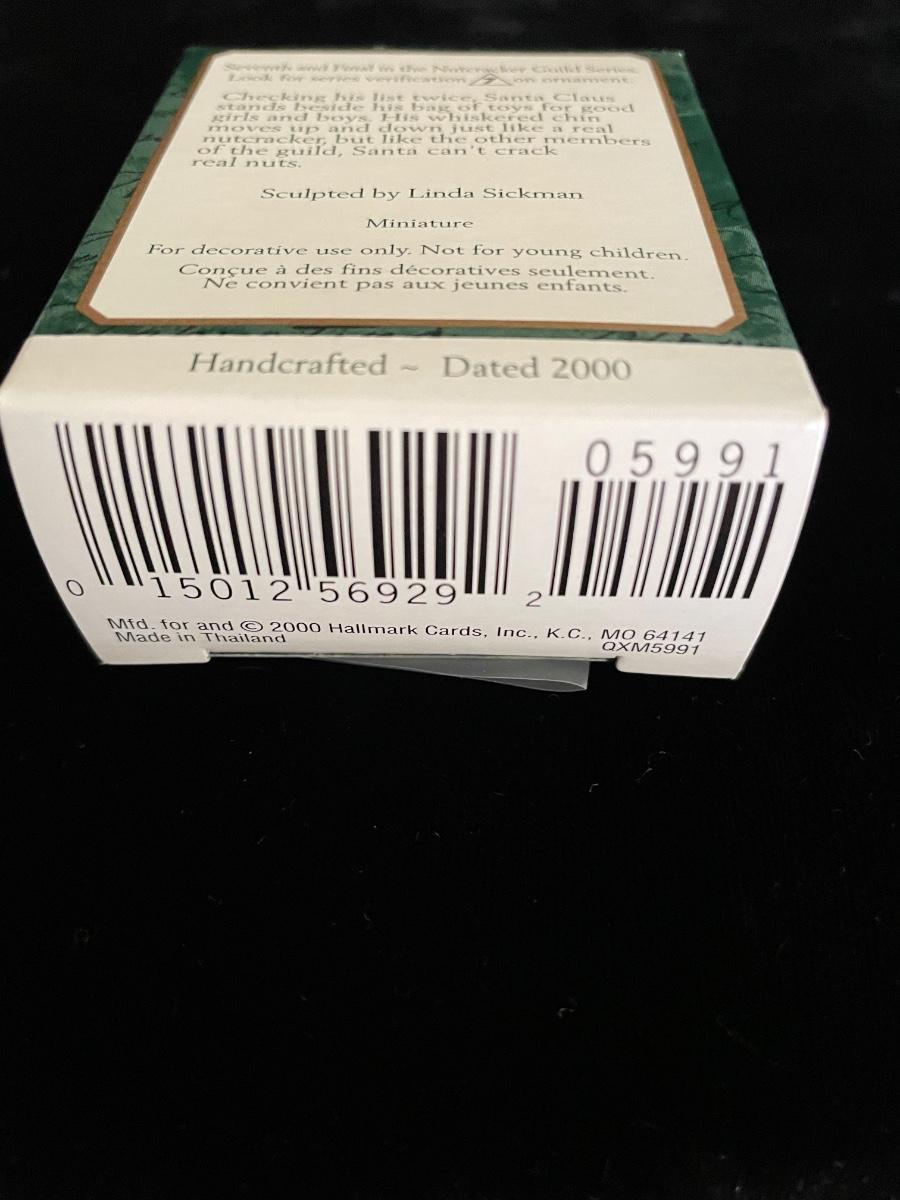 Seventh and Final in the Nutcracker Guild Series.
Look for series verification 7 on ornament.
Checking his list twice, Santa Claus
stands beside his bag of toys for good
girls and boys. His whiskered chin
moves up and down just like a real
nutcracker, but like the other members
of the guild, Santa can't crack
real nuts.
Sculpted by Linda Sickman
Miniature
For decorative use only. Not for young children.
Conçue à des fins décoratives seulement.
Ne convient pas aux jeunes enfants.
Handcrafted ~ Dated 2000
05991
0 15012 56929 2
Mfd. for and © 2000 Hallmark Cards, Inc., K.C., MO 64141
Made in Thailand QXM5991